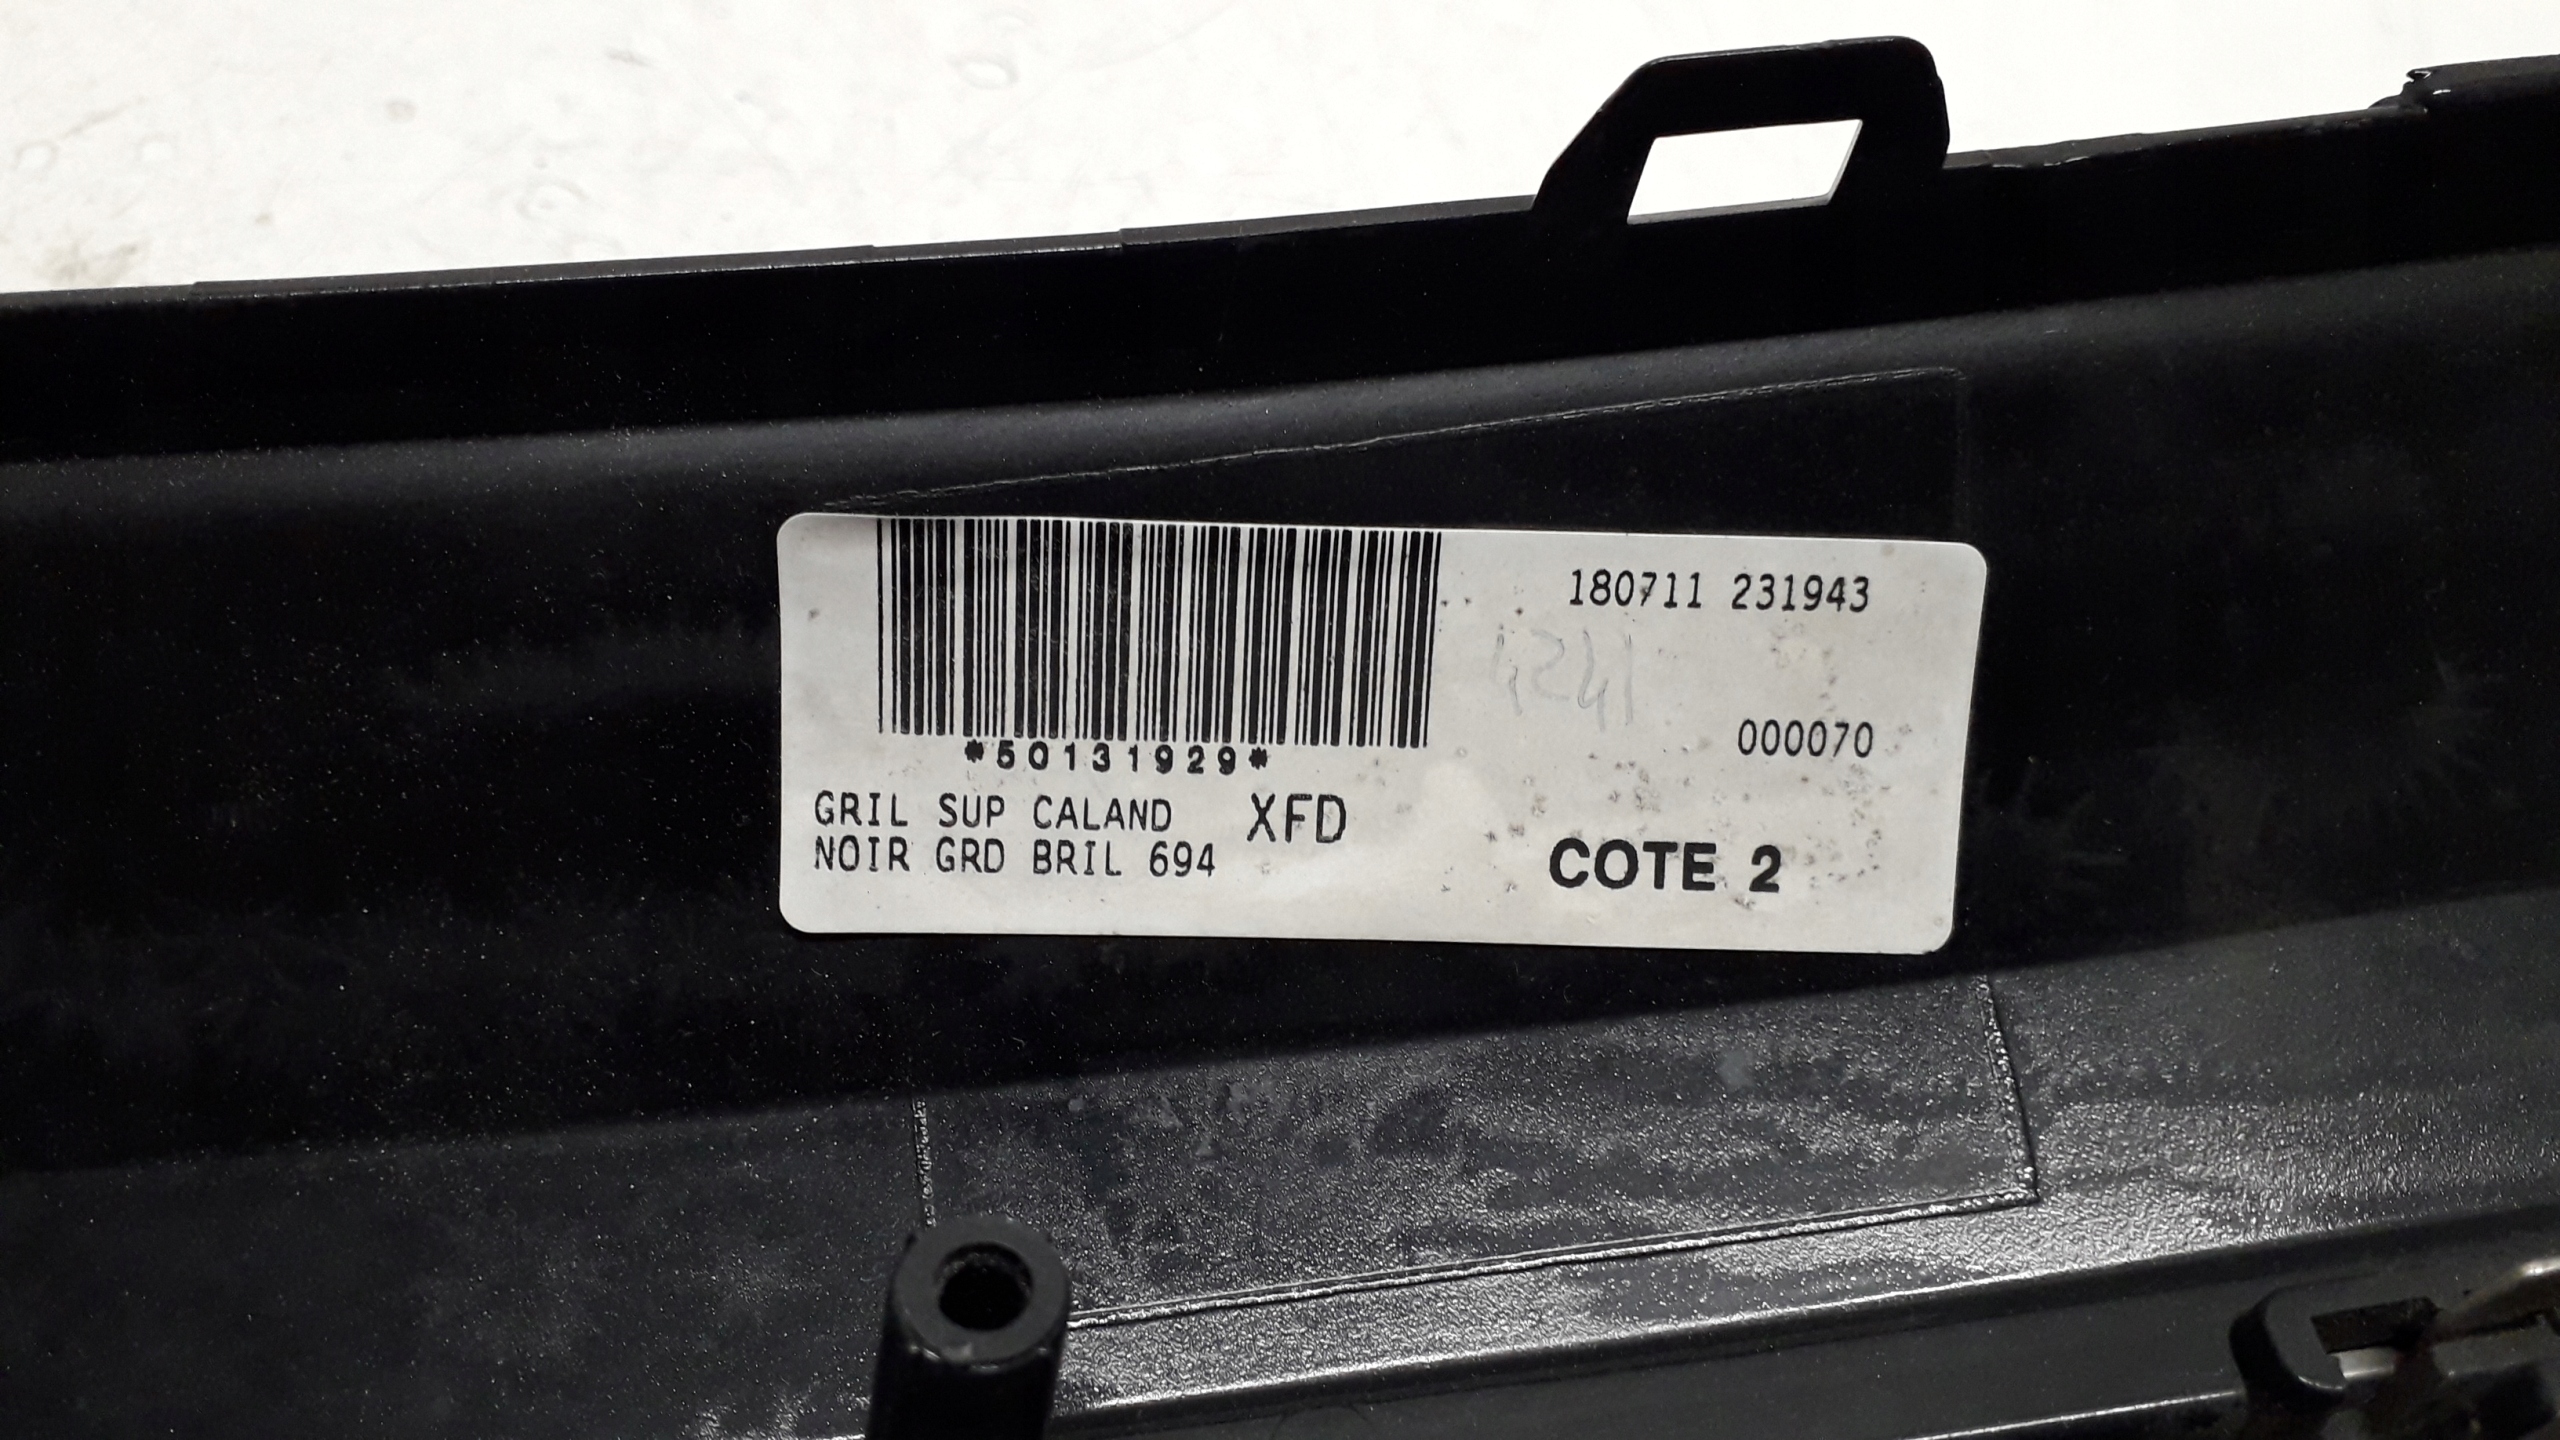 180711 231943
4241
000070
*50131929*
GRIL SUP CALAND XFD
NOIR GRD BRIL 694
COTE 2